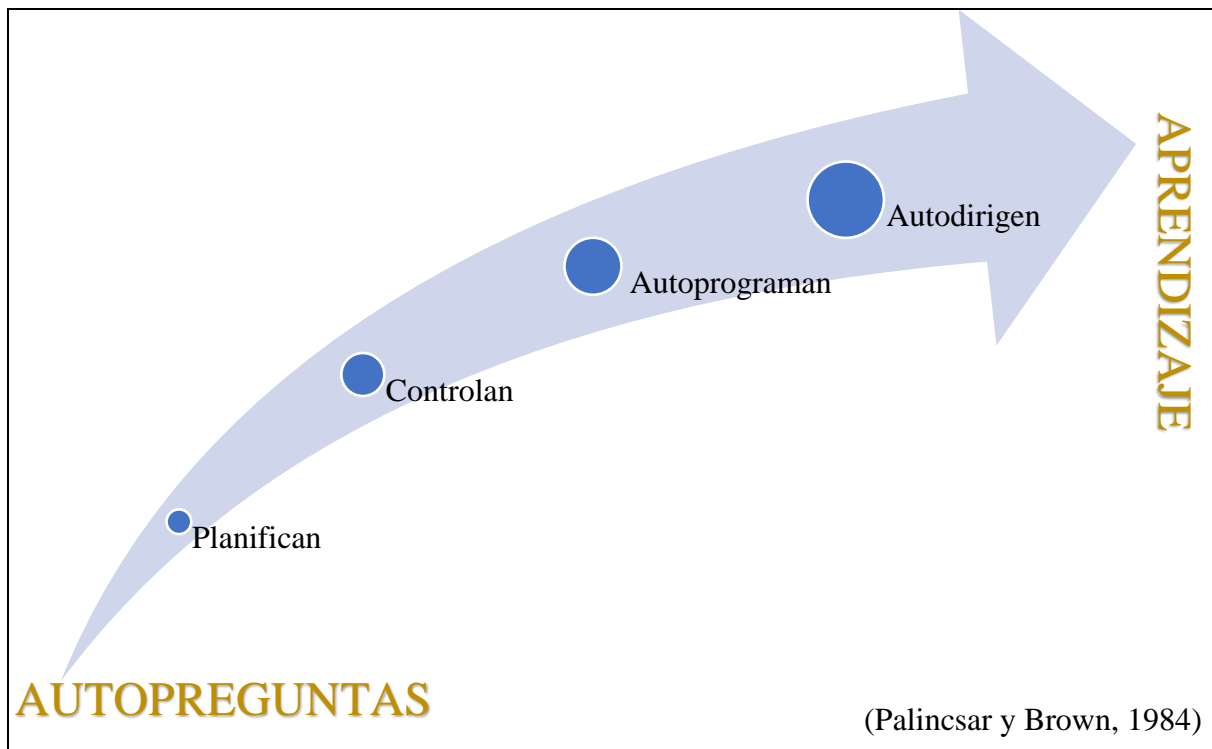 APRENDIZAJE
Autodirigen
Autoprograman
Controlan
Planifican
AUTOPREGUNTAS
(Palincsar y Brown, 1984)